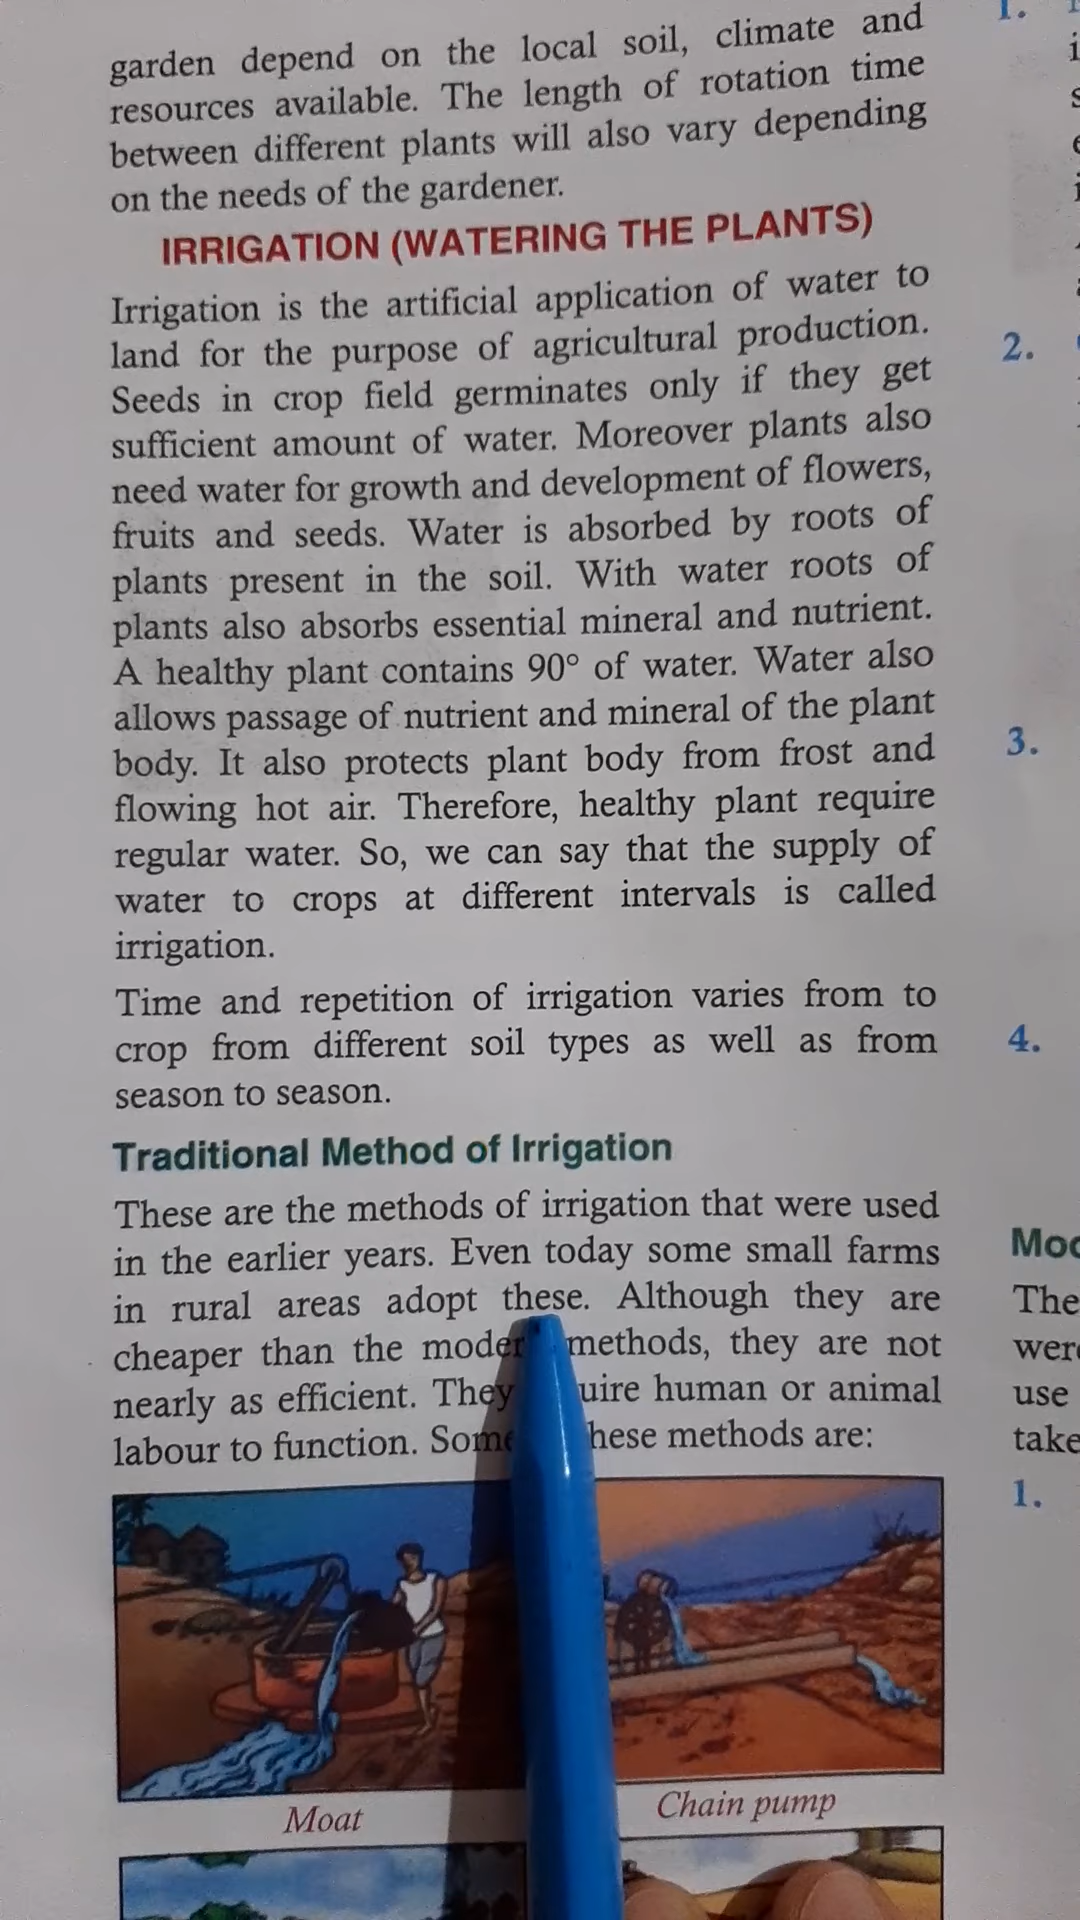 garden depend on the local soil, climate and
resources available. The length of rotation time
between different plants will also vary depending
on the needs of the gardener.
IRRIGATION (WATERING THE PLANTS)
Irrigation is the artificial application of water to
land for the purpose of agricultural production.
Seeds in crop field germinates only if they get
sufficient amount of water. Moreover plants also
need water for growth and development of flowers,
fruits and seeds. Water is absorbed by roots of
plants present in the soil. With water roots of
plants also absorbs essential mineral and nutrient.
A healthy plant contains 90° of water. Water also
allows passage of nutrient and mineral of the plant
body. It also protects plant body from frost and
flowing hot air. Therefore, healthy plant require
regular water. So, we can say that the supply of
water to crops at different intervals is called
irrigation.
Time and repetition of irrigation varies from to
crop from different soil types as well as from
season to season.
Traditional Method of Irrigation
These are the methods of irrigation that were used
in the earlier years. Even today some small farms
in rural areas adopt these. Although they are
cheaper than the moder methods, they are not
nearly as efficient. They uire human or animal
labour to function. Some hese methods are:
Moat
Chain pump
1.
2.
3.
4.
Moc
The
were
use
take
1.